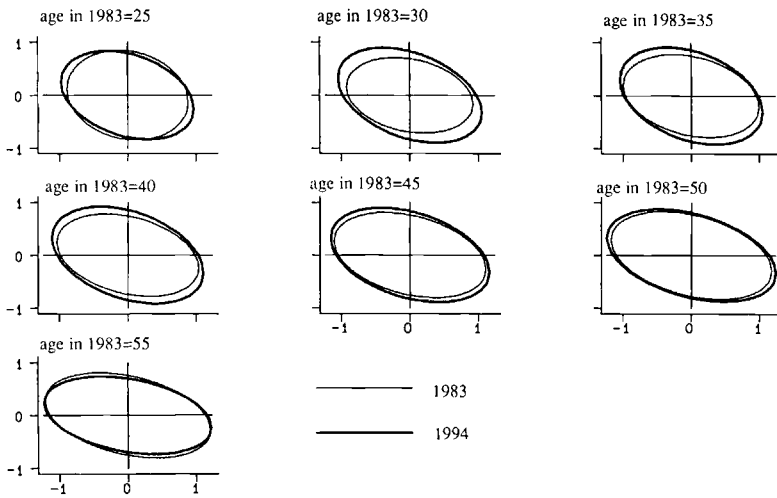 age in 1983=25
age in 1983=30
age in 1983=35
1
0
-1
age in 1983=40
age in 1983=45
age in 1983=50
1
0
-1
-1 0 1
-1 0 1
age in 1983=55
1
0
-1
-1 0 1
1983
1994